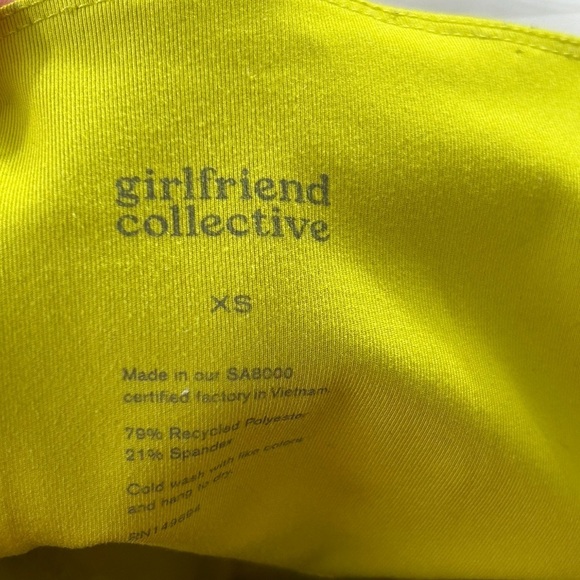 girlfriend
collective
XS
Made in our SA8000
certified factory in Vietnam.
79% Recycled Polyester
21% Spandex
Cold wash with like colors
and hang to dry.